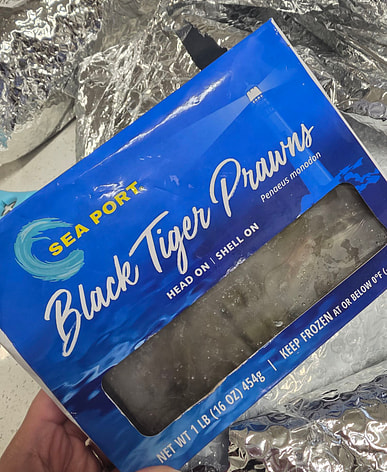 SEA PORT
Black Tiger Prawns
Penaeus monodon
HEAD ON | SHELL ON
NET WT 1 LB (16 OZ) 454g | KEEP FROZEN AT OR BELOW 0°F (-